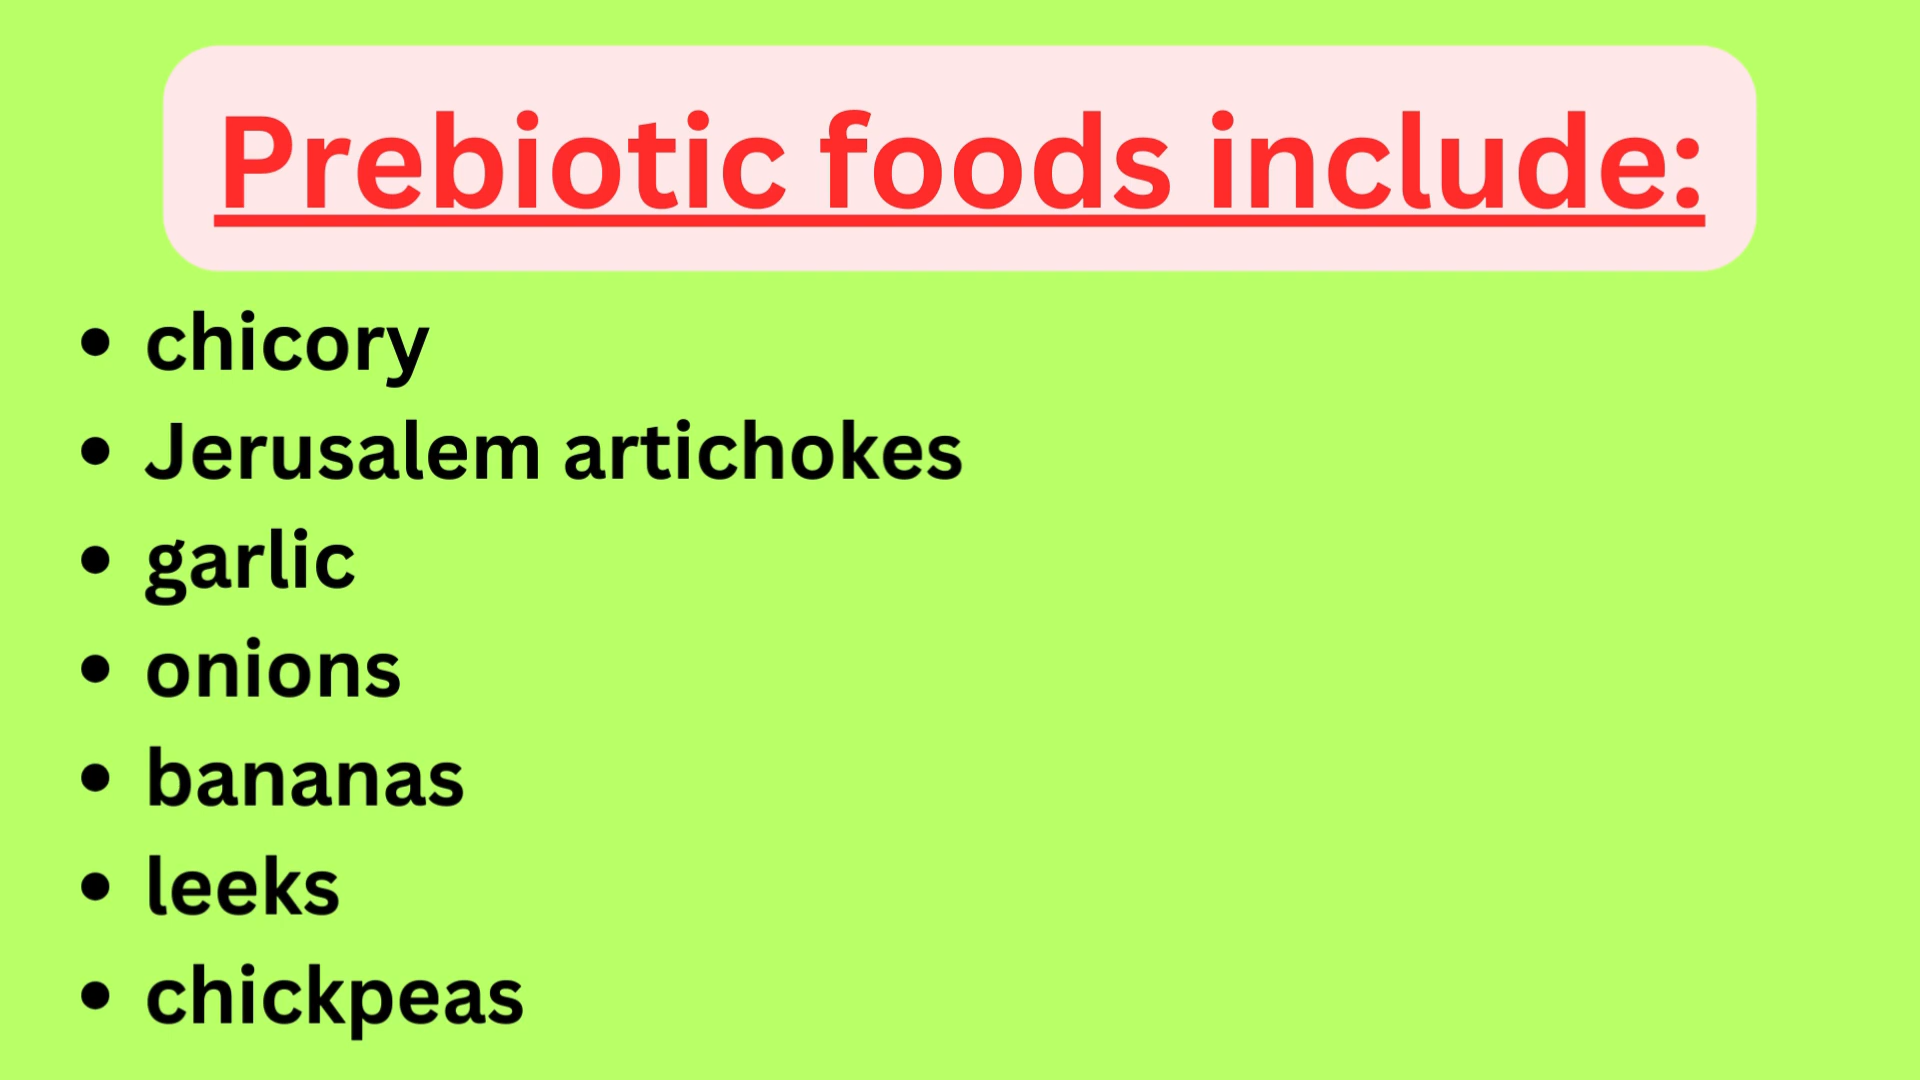 Prebiotic foods include:
• chicory
• Jerusalem artichokes
• garlic
• onions
• bananas
• leeks
• chickpeas